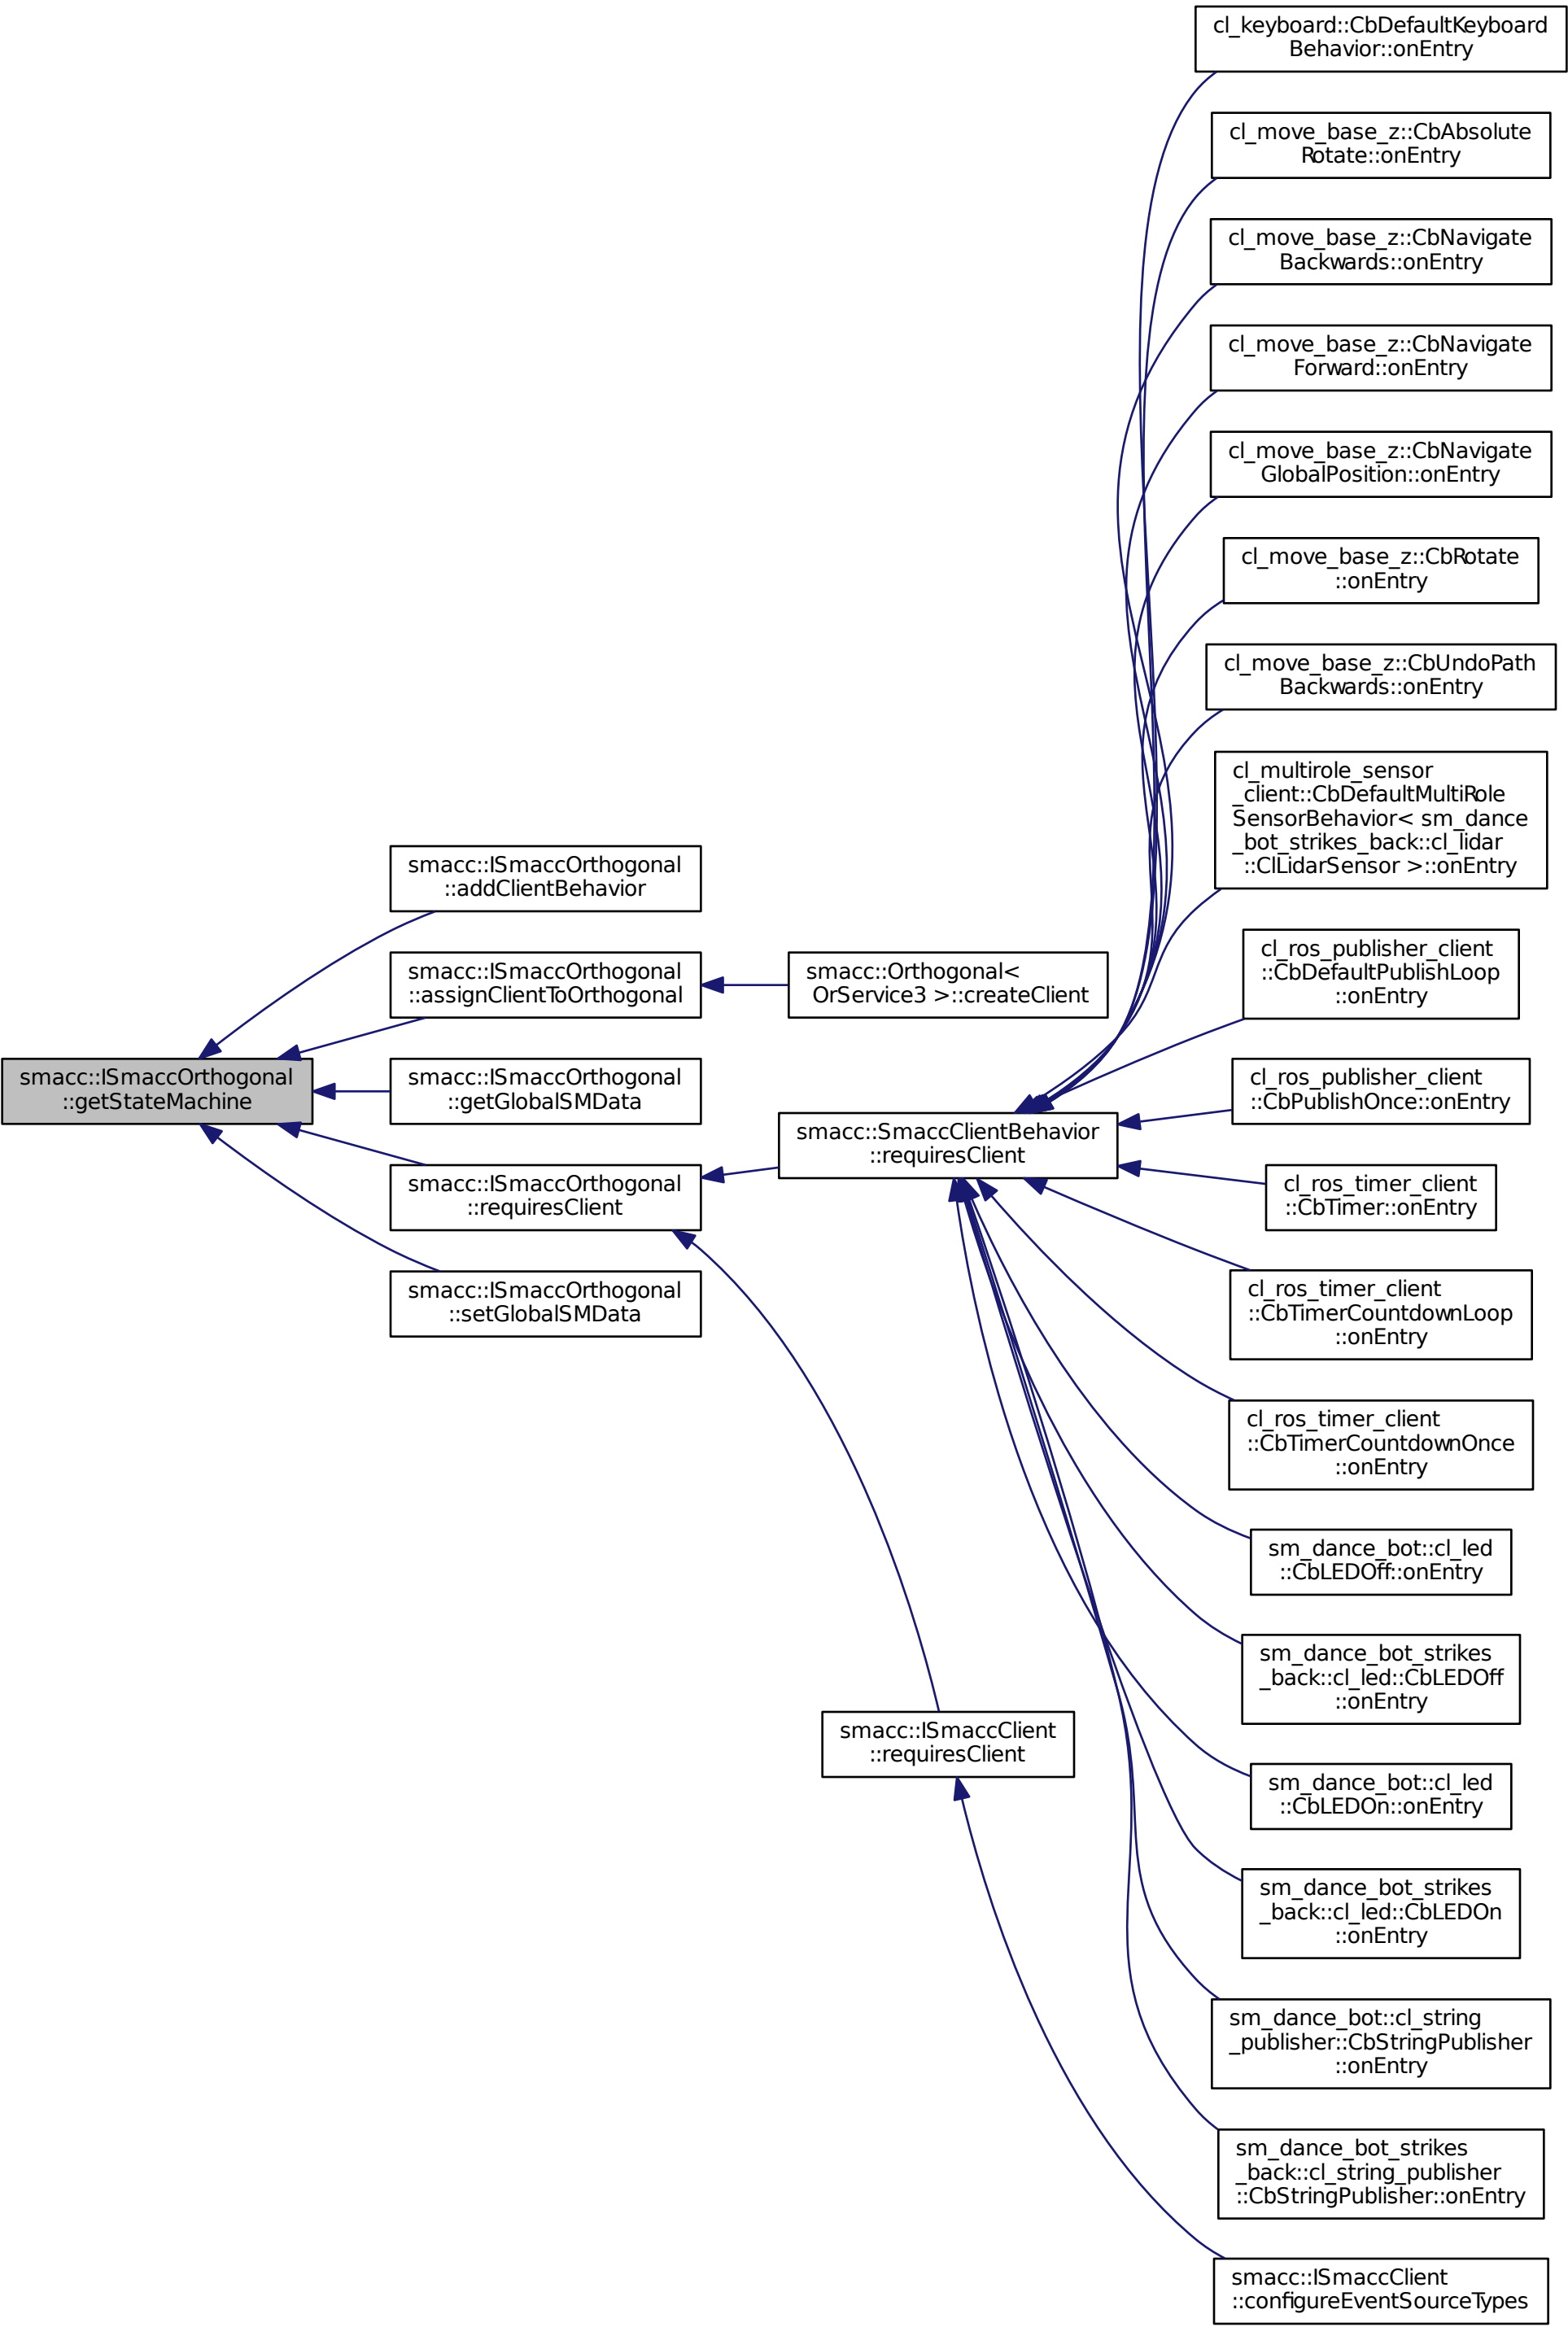 cl_keyboard::CbDefaultKeyboard
Behavior::onEntry
cl_move_base_z::CbAbsolute
Rotate::onEntry
cl_move_base_z::CbNavigate
Backwards::onEntry
cl_move_base_z::CbNavigate
Forward::onEntry
cl_move_base_z::CbNavigate
GlobalPosition::onEntry
cl_move_base_z::CbRotate
::onEntry
cl_move_base_z::CbUndoPath
Backwards::onEntry
cl_multirole_sensor
_client::CbDefaultMultiRole
SensorBehavior< sm_dance
_bot_strikes_back::cl_lidar
::ClLidarSensor >::onEntry
smacc::ISmaccOrthogonal
::addClientBehavior
cl_ros_publisher_client
::CbDefaultPublishLoop
::onEntry
smacc::ISmaccOrthogonal
::assignClientToOrthogonal
smacc::Orthogonal<
OrService3 >::createClient
smacc::ISmaccOrthogonal
::getStateMachine
smacc::ISmaccOrthogonal
::getGlobalSMData
cl_ros_publisher_client
::CbPublishOnce::onEntry
smacc::SmaccClientBehavior
::requiresClient
smacc::ISmaccOrthogonal
::requiresClient
cl_ros_timer_client
::CbTimer::onEntry
smacc::ISmaccOrthogonal
::setGlobalSMData
cl_ros_timer_client
::CbTimerCountdownLoop
::onEntry
cl_ros_timer_client
::CbTimerCountdownOnce
::onEntry
sm_dance_bot::cl_led
::CbLEDOff::onEntry
sm_dance_bot_strikes
_back::cl_led::CbLEDOff
::onEntry
smacc::ISmaccClient
::requiresClient
sm_dance_bot::cl_led
::CbLEDOn::onEntry
sm_dance_bot_strikes
_back::cl_led::CbLEDOn
::onEntry
sm_dance_bot::cl_string
_publisher::CbStringPublisher
::onEntry
sm_dance_bot_strikes
_back::cl_string_publisher
::CbStringPublisher::onEntry
smacc::ISmaccClient
::configureEventSourceTypes